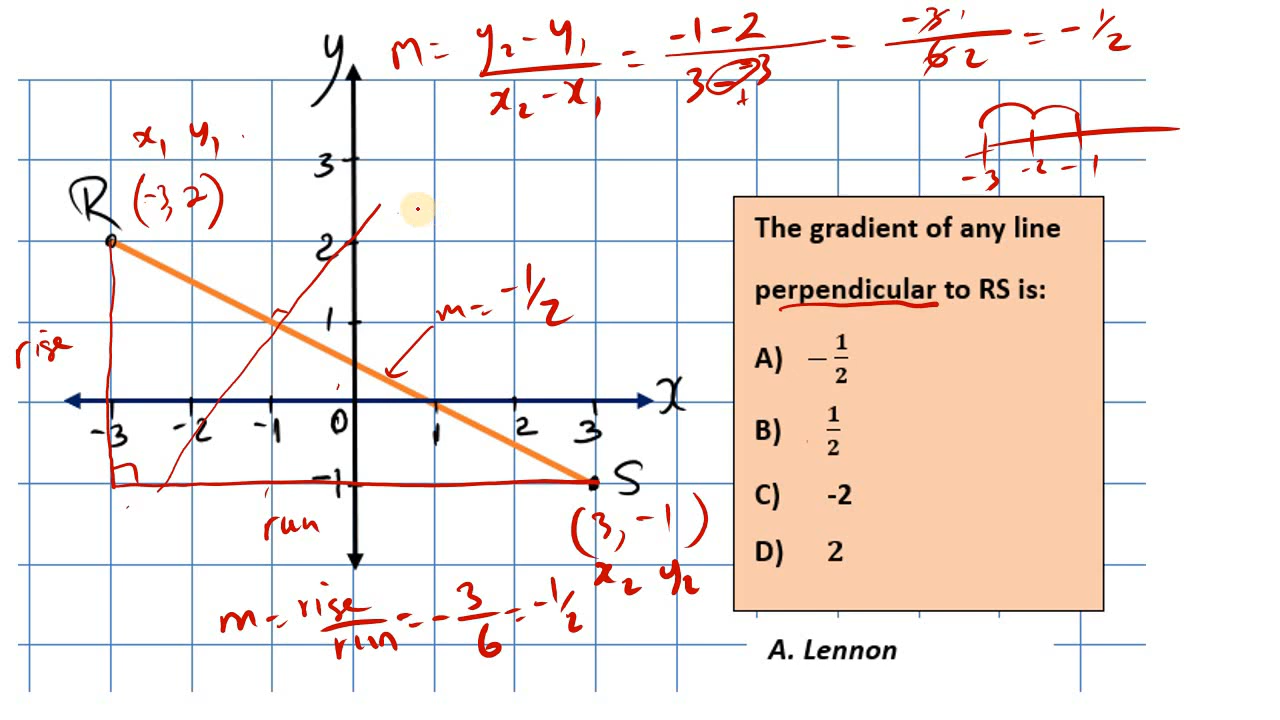 y
m = y₂ - y₁ / x₂ - x₁ = -1 - 2 / 3 - -3 + = -3 1 / 6 2 = -1/2
-3 -2 -1
x₁ y₁
R (-3, 2)
3
2
1
m = -1/2
rise
-3 -2 -1 0 1 2 3 x
-1 S
run
(3, -1)
x₂ y₂
m = rise / run = -3/6 = -1/2
The gradient of any line
perpendicular to RS is:
A) -1/2
B) 1/2
C) -2
D) 2
A. Lennon